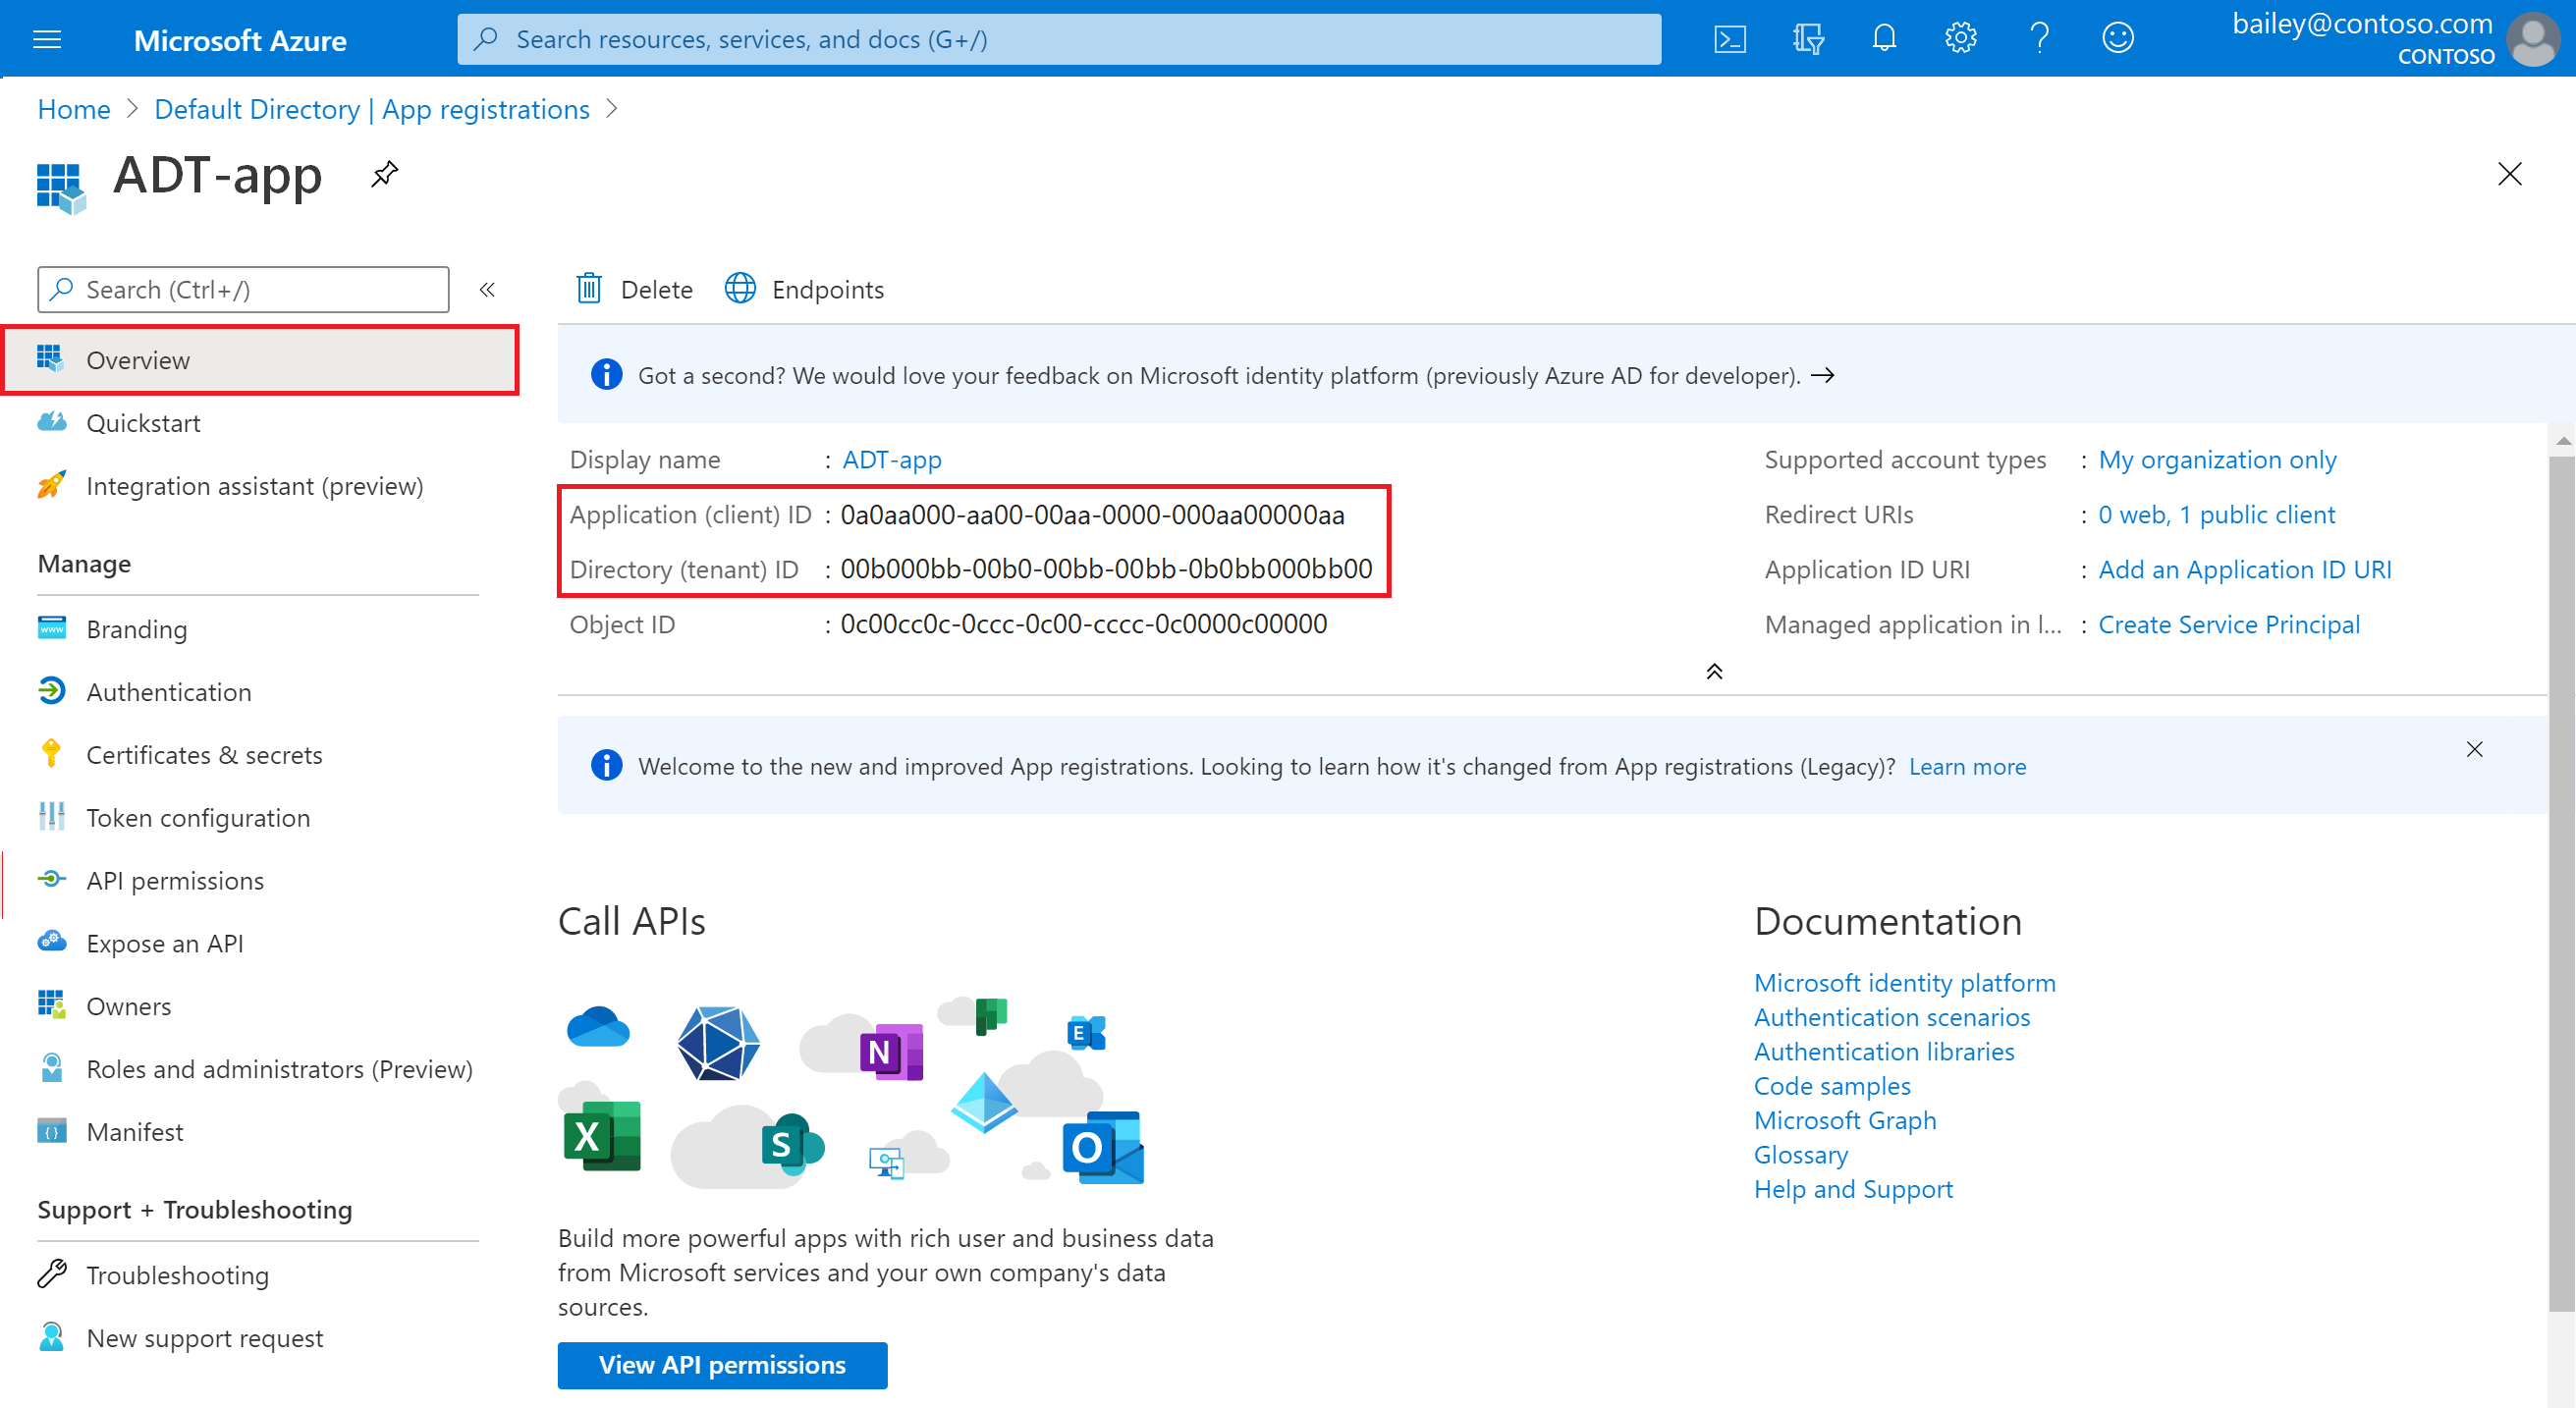 Microsoft Azure
Search resources, services, and docs (G+/)
bailey@contoso.com
CONTOSO
Home > Default Directory | App registrations >
ADT-app
Search (Ctrl+/)
«
Overview
Quickstart
Integration assistant (preview)
Manage
Branding
Authentication
Certificates & secrets
Token configuration
API permissions
Expose an API
Owners
Roles and administrators (Preview)
Manifest
Support + Troubleshooting
Troubleshooting
New support request
Delete
Endpoints
Got a second? We would love your feedback on Microsoft identity platform (previously Azure AD for developer). →
Display name : ADT-app
Application (client) ID : 0a0aa000-aa00-00aa-0000-000aa00000aa
Directory (tenant) ID : 00b000bb-00b0-00bb-00bb-0b0bb000bb00
Object ID : 0c00cc0c-0ccc-0c00-cccc-0c0000c00000
Supported account types : My organization only
Redirect URIs : 0 web, 1 public client
Application ID URI : Add an Application ID URI
Managed application in l... : Create Service Principal
Welcome to the new and improved App registrations. Looking to learn how it's changed from App registrations (Legacy)? Learn more
Call APIs
N
E
X
S
O
Build more powerful apps with rich user and business data
from Microsoft services and your own company's data
sources.
View API permissions
Documentation
Microsoft identity platform
Authentication scenarios
Authentication libraries
Code samples
Microsoft Graph
Glossary
Help and Support